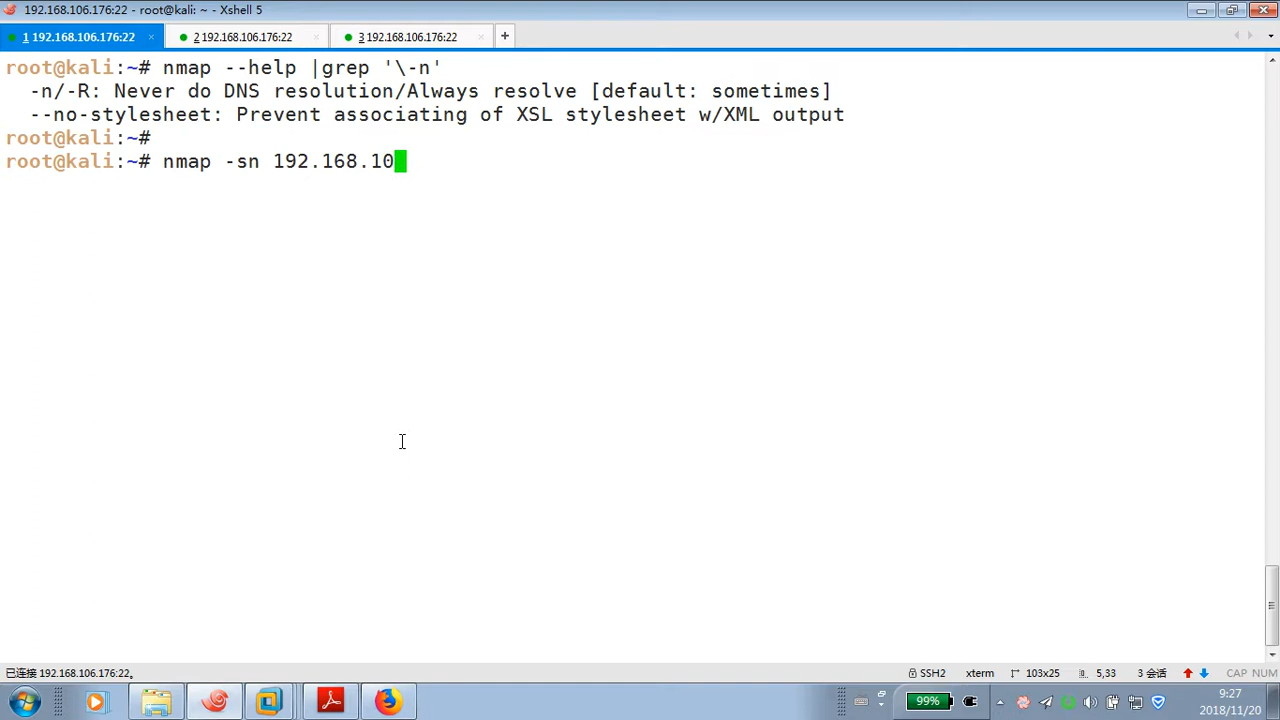 192.168.106.176:22 - root@kali: ~ - Xshell 5
1 192.168.106.176:22 × 2 192.168.106.176:22 × 3 192.168.106.176:22 × +
root@kali:~# nmap --help |grep '\-n'
-n/-R: Never do DNS resolution/Always resolve [default: sometimes]
--no-stylesheet: Prevent associating of XSL stylesheet w/XML output
root@kali:~#
root@kali:~# nmap -sn 192.168.10
已连接 192.168.106.176:22。 SSH2 xterm 103x25 5,33 3 会话 CAP NUM
99% 9:27
2018/11/20